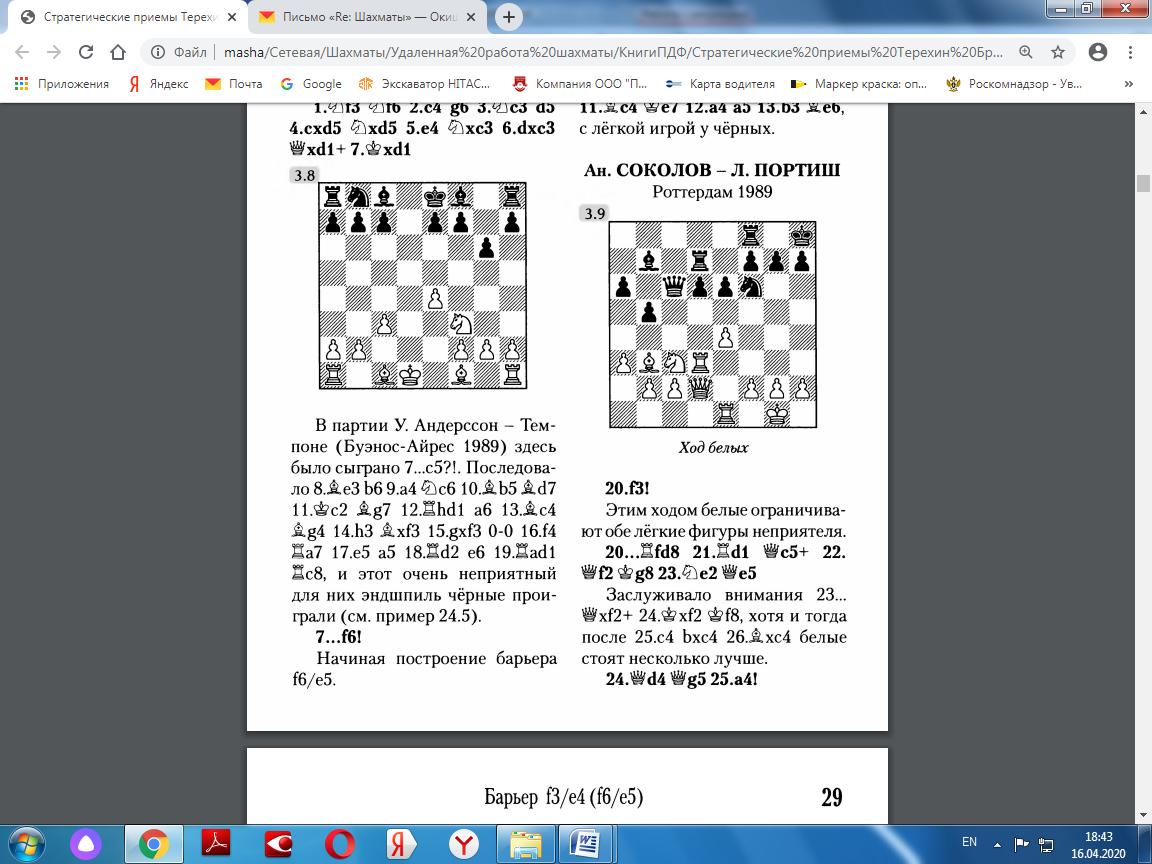 Стратегические приемы Терехи
Письмо «Re: Шахматы» — Окиш
Файл
masha/Сетевая/Шахматы/Удаленная%20работа%20шахматы/КнигиПДФ/Стратегические%20приемы%20Терехин%20Бр...
Приложения Яндекс Почта Google Экскаватор HITAC... Компания ООО "П... Карта водителя Маркер краска: оп... Роскомнадзор - Ув... »
1.♘f3 ♘f6 2.c4 g6 3.♘c3 d5
4.cxd5 ♘xd5 5.e4 ♘xc3 6.dxc3
♕xd1+ 7.♔xd1
3.8
В партии У. Андерссон – Тем-
поне (Буэнос-Айрес 1989) здесь
было сыграно 7...c5?!. Последова-
ло 8.♗e3 b6 9.a4 ♘c6 10.♗b5 ♗d7
11.♔c2 ♗g7 12.♖hd1 a6 13.♗c4
♗g4 14.h3 ♗xf3 15.gxf3 0-0 16.f4
♖a7 17.e5 a5 18.♖d2 e6 19.♖ad1
♖c8, и этот очень неприятный
для них эндшпиль чёрные прои-
грали (см. пример 24.5).
7...f6!
Начиная построение барьера
f6/e5.
11.♗c4 ♔e7 12.a4 a5 13.b3 ♗e6,
с лёгкой игрой у чёрных.
Ан. СОКОЛОВ – Л. ПОРТИШ
Роттердам 1989
3.9
Ход белых
20.f3!
Этим ходом белые ограничива-
ют обе лёгкие фигуры неприятеля.
20...♖fd8 21.♖d1 ♕c5+ 22.
♕f2 ♔g8 23.♘e2 ♕e5
Заслуживало внимания 23...
♕xf2+ 24.♔xf2 ♔f8, хотя и тогда
после 25.c4 bxc4 26.♗xc4 белые
стоят несколько лучше.
24.♕d4 ♕g5 25.a4!
Барьер f3/e4 (f6/e5) 29
EN
18:43
16.04.2020